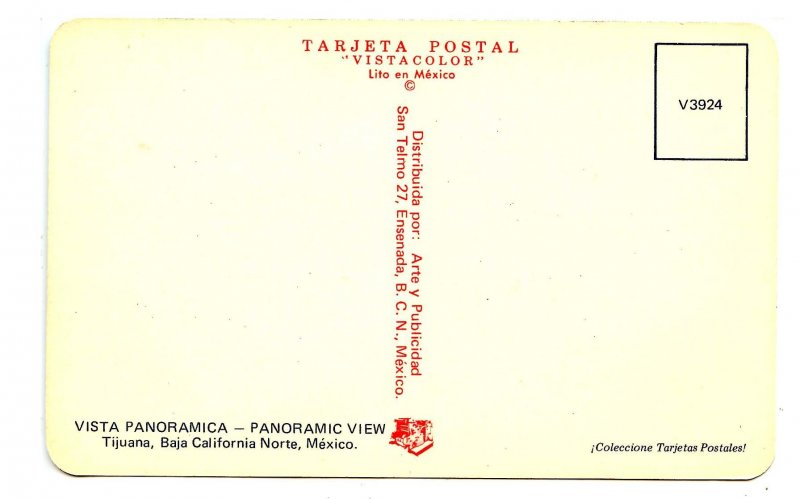 TARJETA POSTAL
"VISTACOLOR"
Lito en México
©
V3924
Distribuida por: Arte y Publicidad
San Telmo 27, Ensenada, B. C. N., México.
VISTA PANORAMICA — PANORAMIC VIEW
Tijuana, Baja California Norte, México.
¡Coleccione Tarjetas Postales!